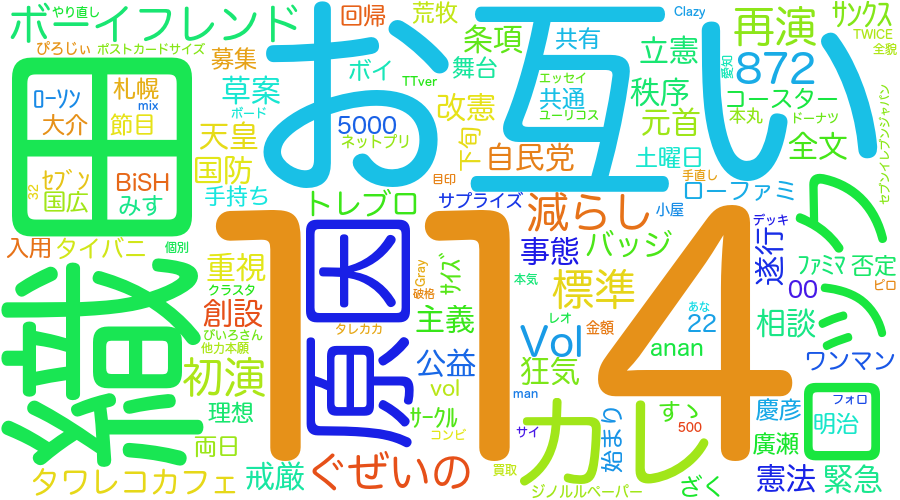 やり直し
ボーイフレンド
回帰
荒牧
Clazy
サンクス
TWICE
全貌
ぴろじぃ
ポストカードサイズ
募集
ボイ
条項
共有
立憲
再演
872
愛知
田
ローソン
札幌
mix
大介
節目
草案
TTver
舞台
エッセイ
共通
秩序
コースター
セブンイレブンジャパン
ボード
お互い
改憲
ユーリコス
本丸
ドーナツ
5000
ネットプリ
天皇
下旬
元首
全文
32
セブン
国広
BiSH
みす
国防
自民党
土曜日
手直し
目印
手持ち
ローファミ
トレブロ
サプライズ
減らし
小屋
デッキ
入用
タイバニ
個別
114
原因
事態
バッジ
遂行
ック
ファミマ
否定
ピロ
重視
クラスタ
Gray
サイズ
破格
本気
標準
00
織
創設
ぴいろさん
他力本願
タレカカ
主義
レオ
金額
あな
22
相談
Vol
anan
ワンマン
初演
公益
狂気
vol
man
理想
サークル
コンビ
カレ
サイ
始まり
すゝ
500
慶彦
フォロ
明治
口
両日
廣瀬
タワレコカフェ
戒厳
ぐぜいの
買取
ジノルルペーパー
ざく
憲法
緊急